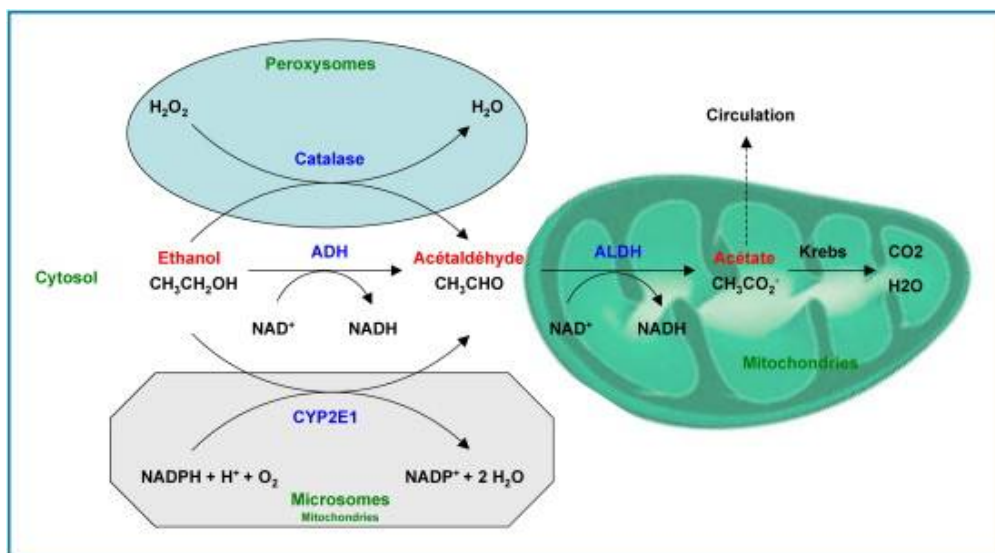 Peroxysomes
H₂O₂
H₂O
Catalase
Circulation
Cytosol
Ethanol
CH₃CH₂OH
ADH
NAD⁺
NADH
Acétaldéhyde
CH₃CHO
ALDH
NAD⁺
NADH
Acétate
CH₃CO₂⁻
Krebs
CO2
H2O
Mitochondries
CYP2E1
NADPH + H⁺ + O₂
NADP⁺ + 2 H₂O
Microsomes
Mitochondries